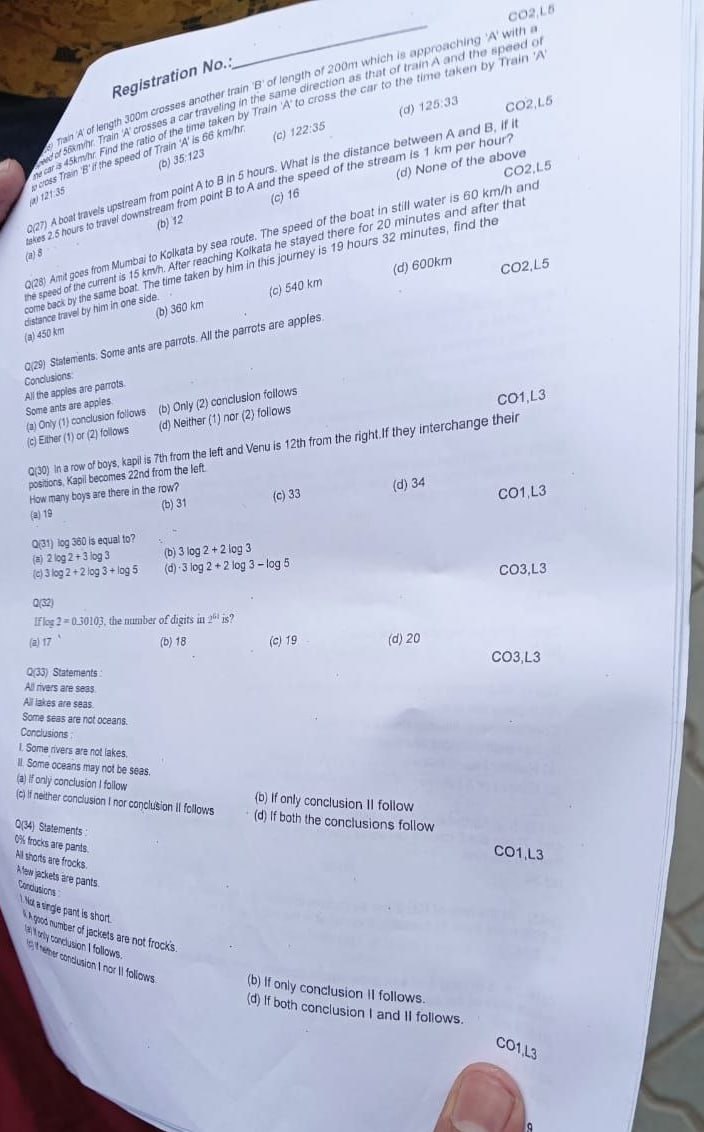 CO2,L5
Registration No.:
Train 'A' of length 300m crosses another train 'B' of length of 200m which is approaching 'A' with a
speed of 56km/hr. Train 'A' crosses a car traveling in the same direction as that of train A and the speed of
the car is 45km/hr. Find the ratio of the time taken by Train 'A' to cross the car to the time taken by Train 'A'
to cross Train 'B' if the speed of Train 'A' is 66 km/hr.
(a) 121:35 (b) 35:123 (c) 122:35 (d) 125:33
CO2,L5
Q(27) A boat travels upstream from point A to B in 5 hours. What is the distance between A and B, If it
takes 2.5 hours to travel downstream from point B to A and the speed of the stream is 1 km per hour?
(a) 8 (b) 12 (c) 16 (d) None of the above
CO2,L5
Q(28) Amit goes from Mumbai to Kolkata by sea route. The speed of the boat in still water is 60 km/h and
the speed of the current is 15 km/h. After reaching Kolkata he stayed there for 20 minutes and after that
come back by the same boat. The time taken by him in this journey is 19 hours 32 minutes, find the
distance travel by him in one side.
(a) 450 km (b) 360 km (c) 540 km (d) 600km
CO2,L5
Q(29) Statements: Some ants are parrots. All the parrots are apples.
Conclusions:
All the apples are parrots.
Some ants are apples.
(a) Only (1) conclusion follows (b) Only (2) conclusion follows
(c) Either (1) or (2) follows (d) Neither (1) nor (2) follows
CO1,L3
Q(30) In a row of boys, kapil is 7th from the left and Venu is 12th from the right.If they interchange their
positions, Kapil becomes 22nd from the left.
How many boys are there in the row?
(a) 19 (b) 31 (c) 33 (d) 34
CO1,L3
Q(31) log 360 is equal to?
(a) 2 log 2 + 3 log 3 (b) 3 log 2 + 2 log 3
(c) 3 log 2 + 2 log 3 + log 5 (d) 3 log 2 + 2 log 3 – log 5
CO3,L3
Q(32)
If log 2 = 0.30103, the number of digits in 2⁶⁴ is?
(a) 17 (b) 18 (c) 19 (d) 20
CO3,L3
Q(33) Statements :
All rivers are seas.
All lakes are seas.
Some seas are not oceans.
Conclusions :
I. Some rivers are not lakes.
II. Some oceans may not be seas.
(a) If only conclusion I follow (b) If only conclusion II follow
(c) If neither conclusion I nor conclusion II follows (d) If both the conclusions follow
CO1,L3
Q(34) Statements :
0% frocks are pants.
All shorts are frocks.
A few jackets are pants.
Conclusions :
I. Not a single pant is short.
II. A good number of jackets are not frocks.
(a) If only conclusion I follows. (b) If only conclusion II follows.
(c) If neither conclusion I nor II follows (d) If both conclusion I and II follows.
CO1,L3
9